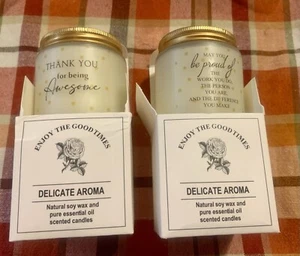 THANK YOU
for being
Awesome
ENJOY THE GOOD TIMES
DELICATE AROMA
Natural soy wax and
pure essential oil
scented candles
MAY YOU
be proud of
THE
WORK YOU DO
THE PERSON
YOU ARE
AND THE DIFFERENCE
YOU MAKE
ENJOY THE GOOD TIMES
DELICATE AROMA
Natural soy wax and
pure essential oil
scented candles